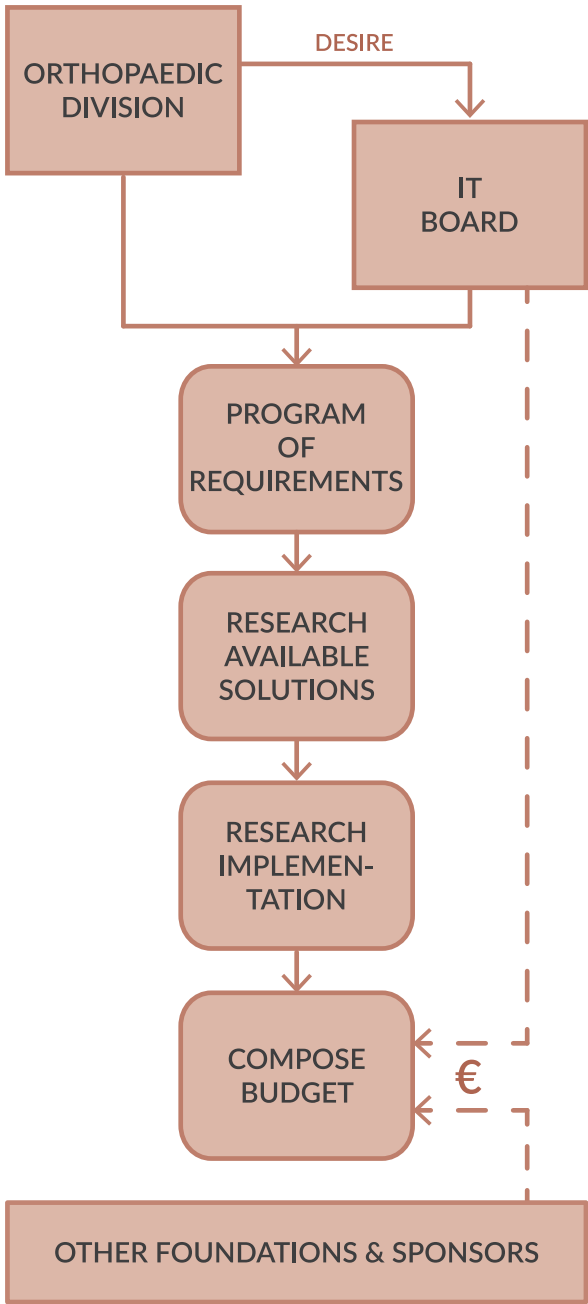 DESIRE
ORTHOPAEDIC
DIVISION
IT
BOARD
PROGRAM
OF
REQUIREMENTS
RESEARCH
AVAILABLE
SOLUTIONS
RESEARCH
IMPLEMEN-
TATION
COMPOSE
BUDGET
€
OTHER FOUNDATIONS & SPONSORS